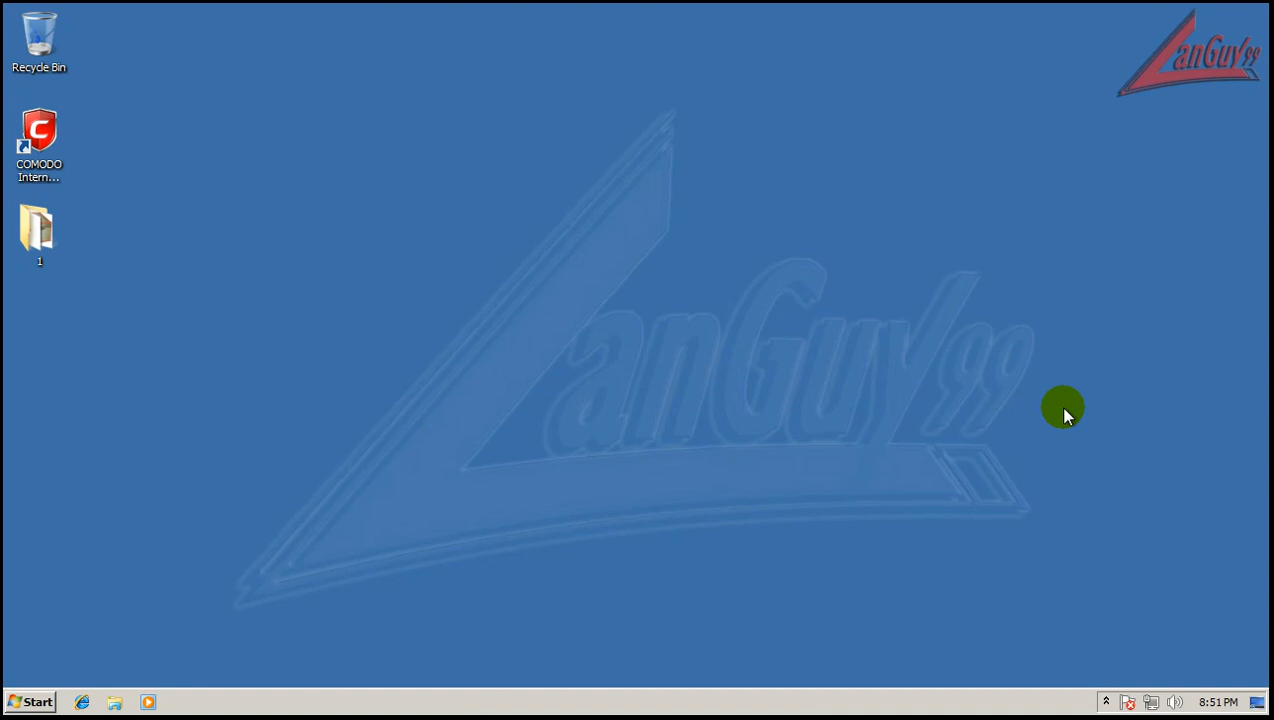 Recycle Bin
LanGuy99
COMODO
Intern...
1
LanGuy99
Start
8:51 PM